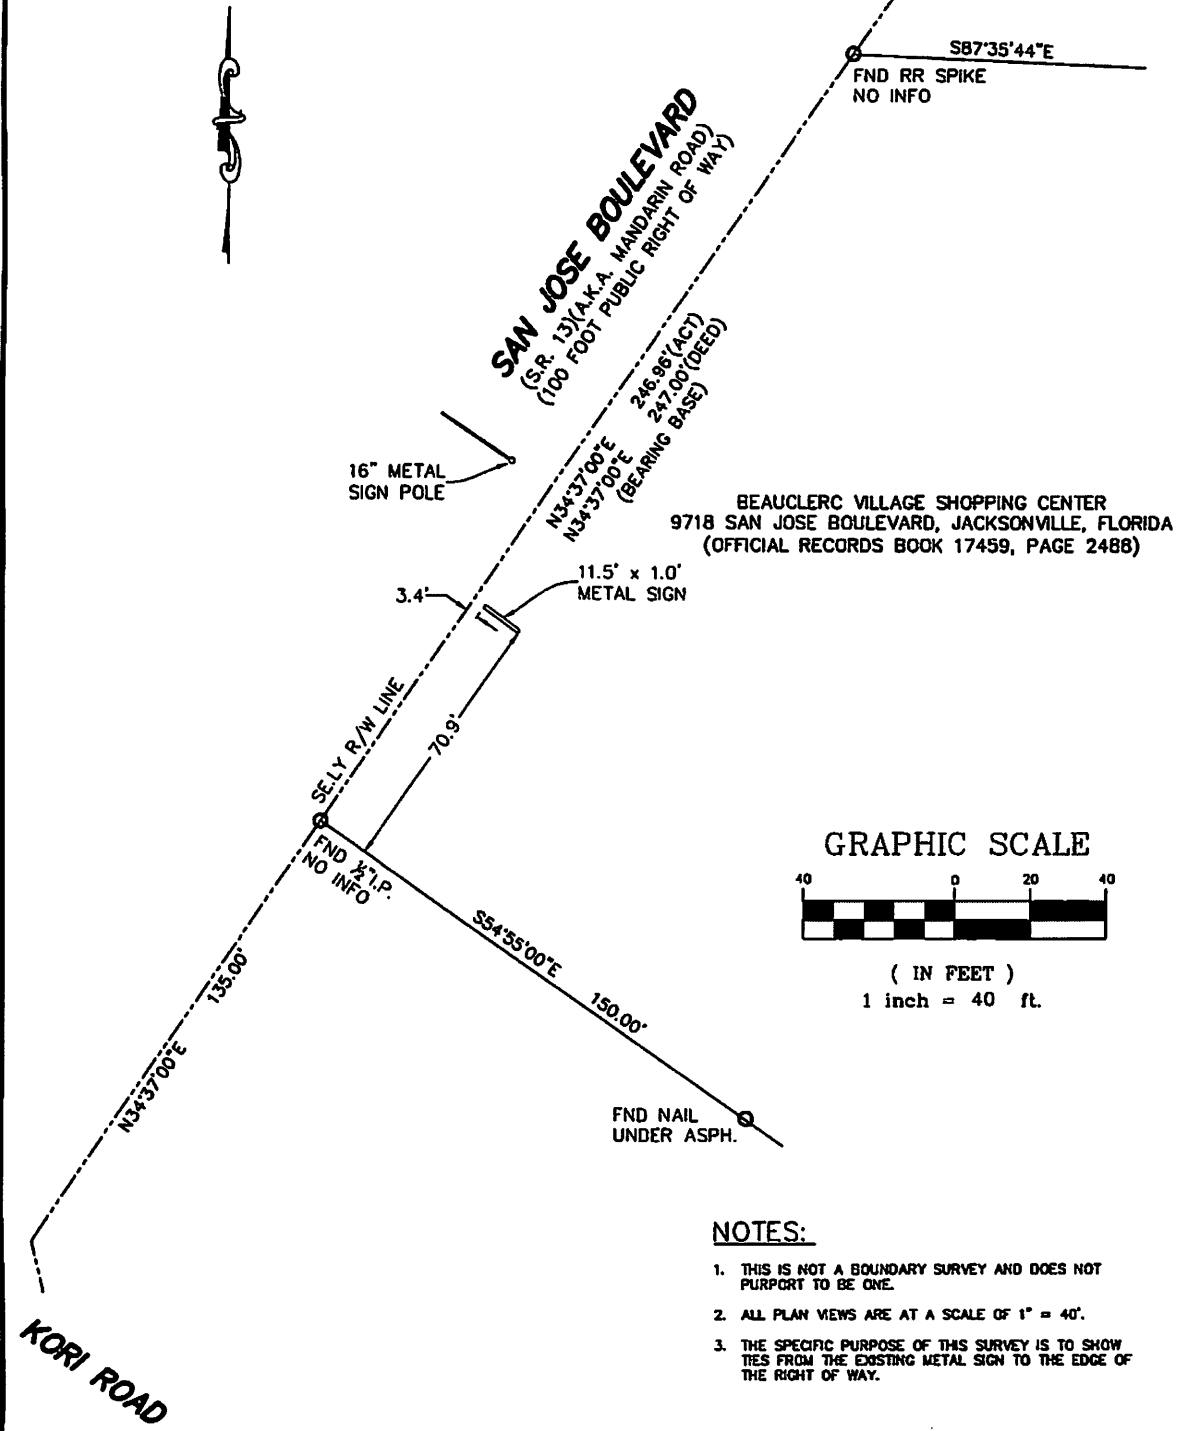 S87°35'44"E
FND RR SPIKE
NO INFO
SAN JOSE BOULEVARD
(S.R. 13)(A.K.A. MANDARIN ROAD)
(100 FOOT PUBLIC RIGHT OF WAY)
246.96'(ACT)
247.00'(DEED)
N34°37'00"E
N34°37'00"E
(BEARING BASE)
16" METAL
SIGN POLE
BEAUCLERC VILLAGE SHOPPING CENTER
9718 SAN JOSE BOULEVARD, JACKSONVILLE, FLORIDA
(OFFICIAL RECORDS BOOK 17459, PAGE 2488)
11.5' x 1.0'
METAL SIGN
3.4'
SE.LY R/W LINE
70.9'
FND ½" I.P.
NO INFO
GRAPHIC SCALE
40 0 20 40
( IN FEET )
1 inch = 40 ft.
S54°55'00"E
150.00'
135.00'
N34°37'00"E
FND NAIL
UNDER ASPH.
KORI ROAD
NOTES:
1. THIS IS NOT A BOUNDARY SURVEY AND DOES NOT
PURPORT TO BE ONE.
2. ALL PLAN VIEWS ARE AT A SCALE OF 1" = 40'.
3. THE SPECIFIC PURPOSE OF THIS SURVEY IS TO SHOW
TIES FROM THE EXISTING METAL SIGN TO THE EDGE OF
THE RIGHT OF WAY.